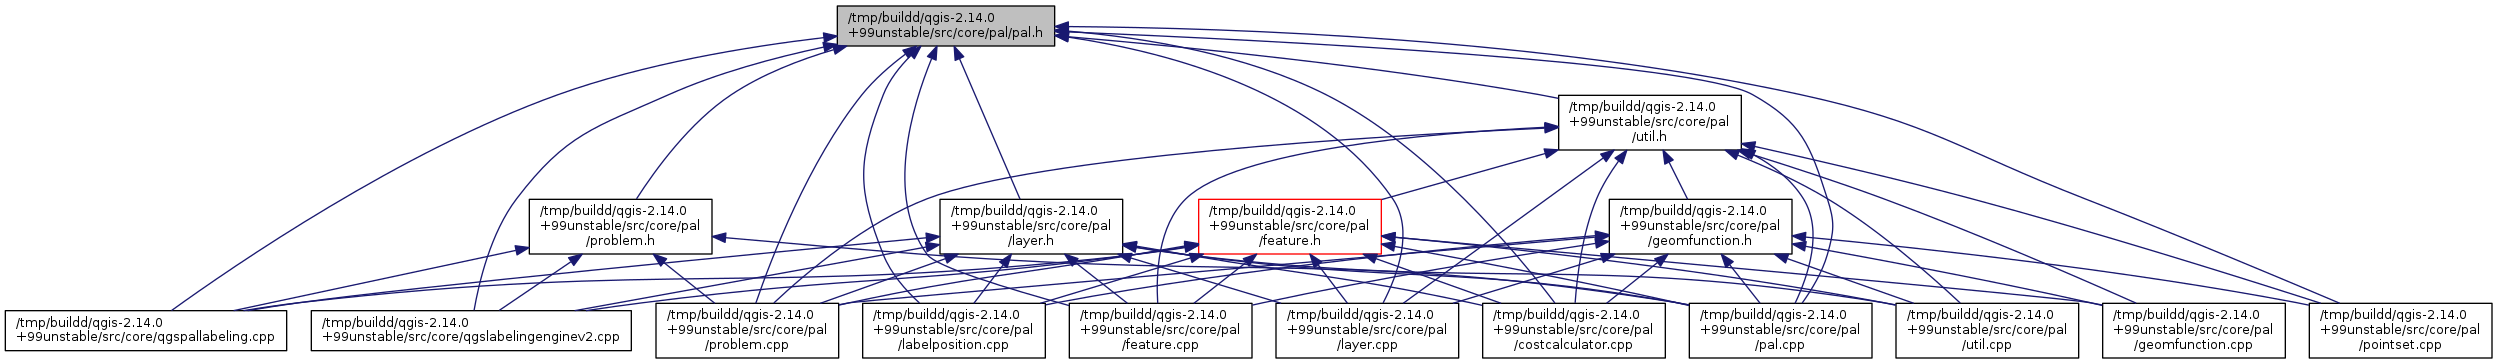 /tmp/buildd/qgis-2.14.0
+99unstable/src/core/pal/pal.h
/tmp/buildd/qgis-2.14.0
+99unstable/src/core/pal
/util.h
/tmp/buildd/qgis-2.14.0
+99unstable/src/core/pal
/problem.h
/tmp/buildd/qgis-2.14.0
+99unstable/src/core/pal
/layer.h
/tmp/buildd/qgis-2.14.0
+99unstable/src/core/pal
/feature.h
/tmp/buildd/qgis-2.14.0
+99unstable/src/core/pal
/geomfunction.h
/tmp/buildd/qgis-2.14.0
+99unstable/src/core/qgspallabeling.cpp
/tmp/buildd/qgis-2.14.0
+99unstable/src/core/qgslabelingenginev2.cpp
/tmp/buildd/qgis-2.14.0
+99unstable/src/core/pal
/problem.cpp
/tmp/buildd/qgis-2.14.0
+99unstable/src/core/pal
/labelposition.cpp
/tmp/buildd/qgis-2.14.0
+99unstable/src/core/pal
/feature.cpp
/tmp/buildd/qgis-2.14.0
+99unstable/src/core/pal
/layer.cpp
/tmp/buildd/qgis-2.14.0
+99unstable/src/core/pal
/costcalculator.cpp
/tmp/buildd/qgis-2.14.0
+99unstable/src/core/pal
/pal.cpp
/tmp/buildd/qgis-2.14.0
+99unstable/src/core/pal
/util.cpp
/tmp/buildd/qgis-2.14.0
+99unstable/src/core/pal
/geomfunction.cpp
/tmp/buildd/qgis-2.14.0
+99unstable/src/core/pal
/pointset.cpp